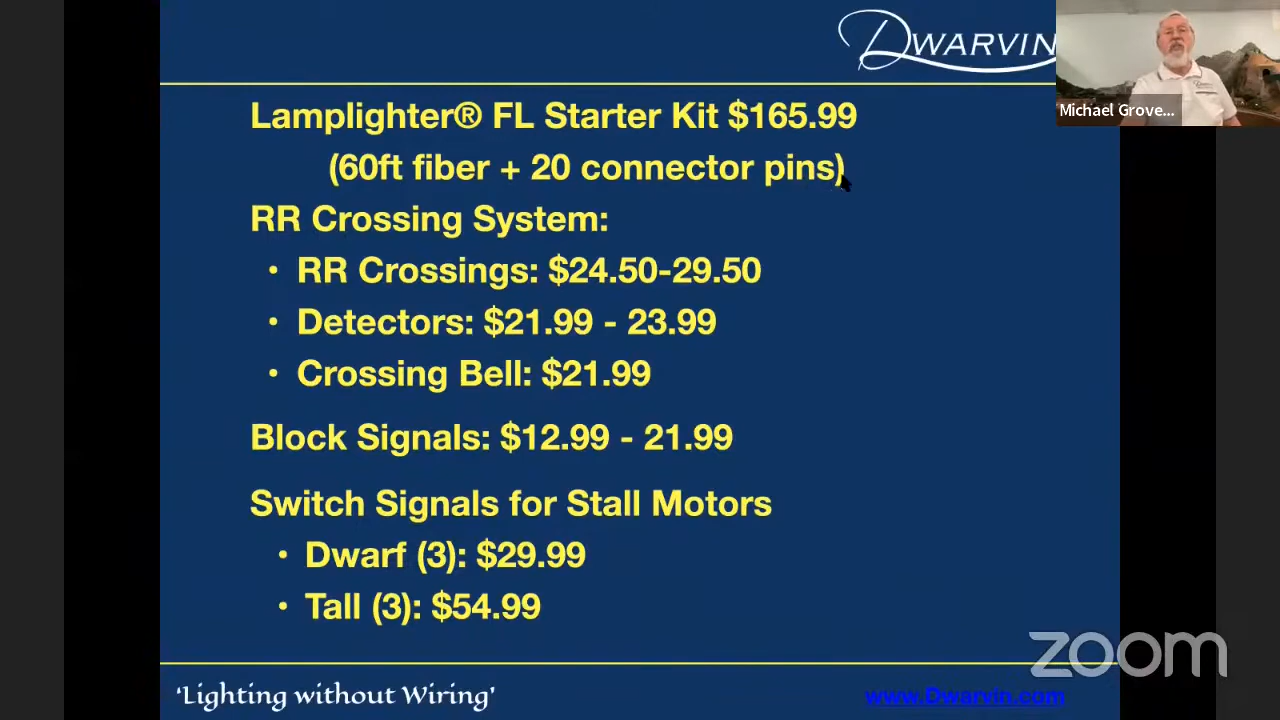 DWARVIN
Michael Grove...
Lamplighter® FL Starter Kit $165.99
(60ft fiber + 20 connector pins)
RR Crossing System:
• RR Crossings: $24.50-29.50
• Detectors: $21.99 - 23.99
• Crossing Bell: $21.99
Block Signals: $12.99 - 21.99
Switch Signals for Stall Motors
• Dwarf (3): $29.99
• Tall (3): $54.99
zoom
'Lighting without Wiring'
www.Dwarvin.com